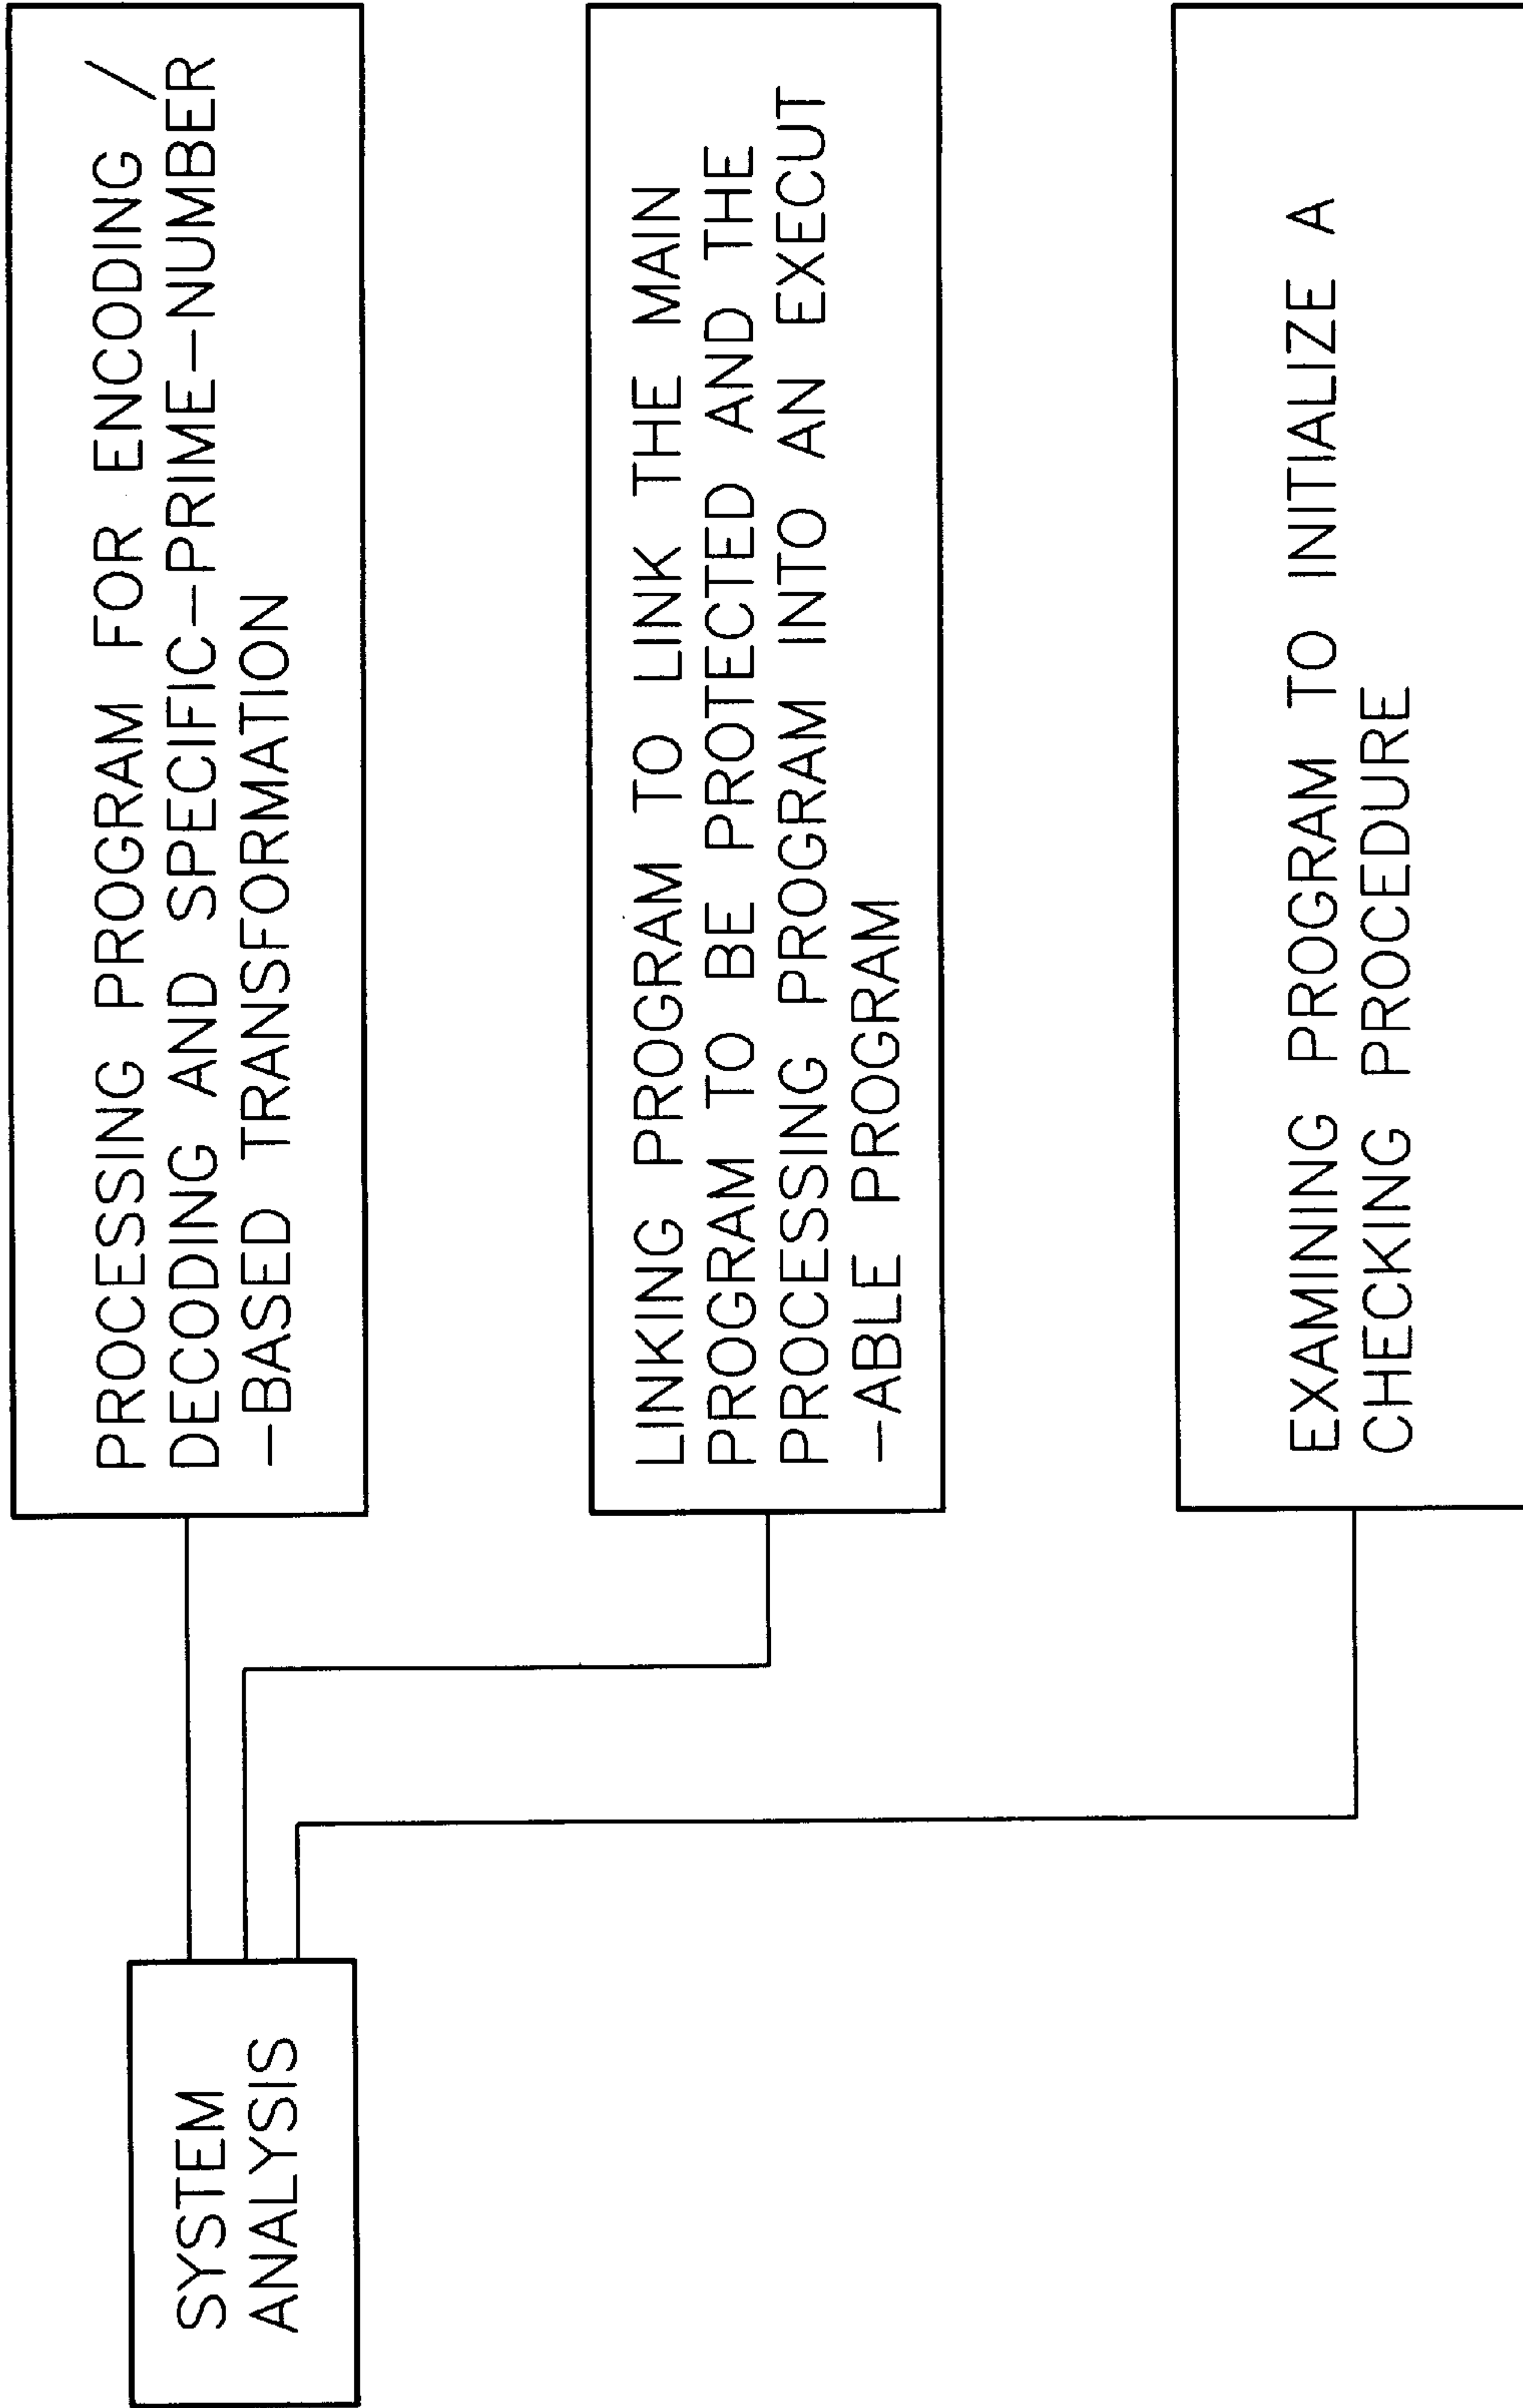 SYSTEM
ANALYSIS
PROCESSING PROGRAM FOR ENCODING /
DECODING AND SPECIFIC-PRIME-NUMBER
-BASED TRANSFORMATION
LINKING PROGRAM TO LINK THE MAIN
PROGRAM TO BE PROTECTED AND THE
PROCESSING PROGRAM INTO AN EXECUT
-ABLE PROGRAM
EXAMINING PROGRAM TO INITIALIZE A
CHECKING PROCEDURE